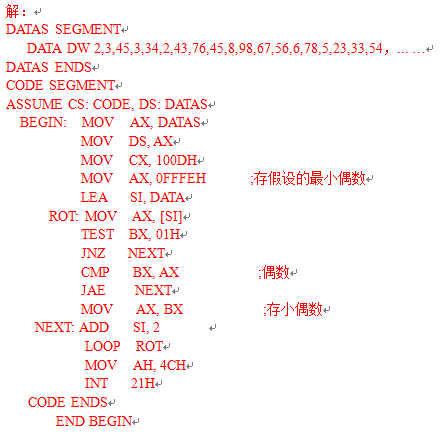 解：
DATAS SEGMENT
DATA DW 2,3,45,3,34,2,43,76,45,8,98,67,56,6,78,5,23,33,54，... …
DATAS ENDS
CODE SEGMENT
ASSUME CS: CODE, DS: DATAS
BEGIN: MOV AX, DATAS
MOV DS, AX
MOV CX, 100DH
MOV AX, 0FFFEH ;存假设的最小偶数
LEA SI, DATA
ROT: MOV AX, [SI]
TEST BX, 01H
JNZ NEXT
CMP BX, AX ;偶数
JAE NEXT
MOV AX, BX ;存小偶数
NEXT: ADD SI, 2
LOOP ROT
MOV AH, 4CH
INT 21H
CODE ENDS
END BEGIN